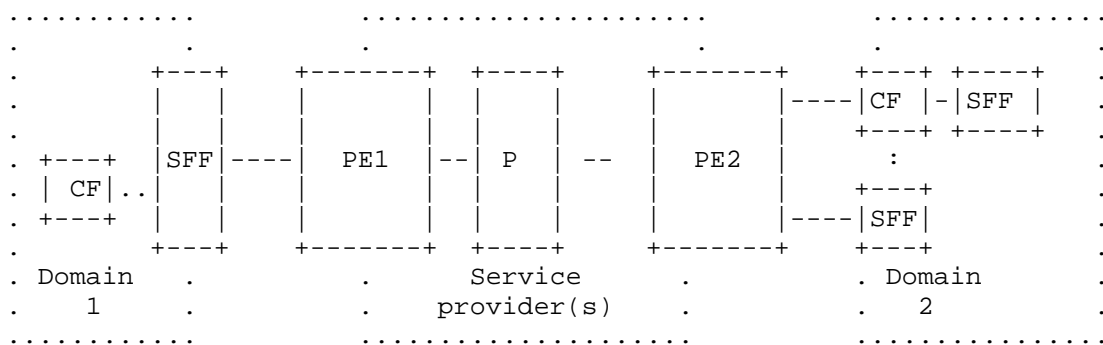 ............          ......................          ................
.          .          .                    .          .              .
.        +---+    +-------+  +----+     +-------+    +---+ +----+    .
.        |   |    |       |  |    |     |       |----|CF |-|SFF |    .
.        |   |    |       |  |    |     |       |    +---+ +----+    .
. +---+  |SFF|----|  PE1  |--| P  | --  |  PE2  |      :             .
. | CF|..|   |    |       |  |    |     |       |    +---+           .
. +---+  |   |    |       |  |    |     |       |----|SFF|           .
.        +---+    +-------+  +----+     +-------+    +---+           .
. Domain   .          .      Service       .         . Domain        .
.    1     .          .    provider(s)     .         .   2           .
............          .....................          ................